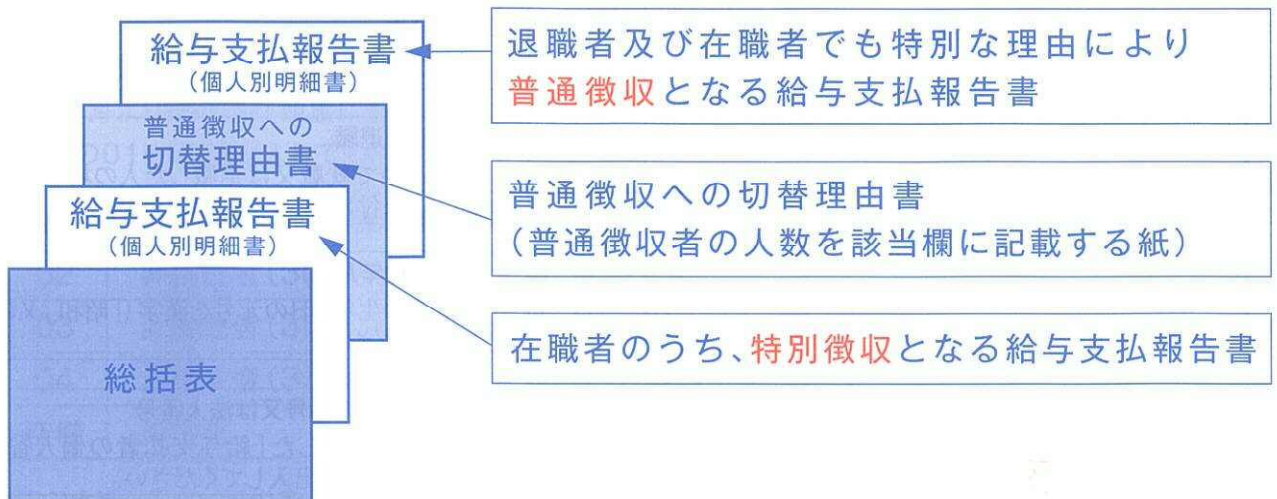 給与支払報告書
（個人別明細書）
退職者及び在職者でも特別な理由により
普通徴収となる給与支払報告書
普通徴収への
切替理由書
普通徴収への切替理由書
（普通徴収者の人数を該当欄に記載する紙）
給与支払報告書
（個人別明細書）
在職者のうち、特別徴収となる給与支払報告書
総括表